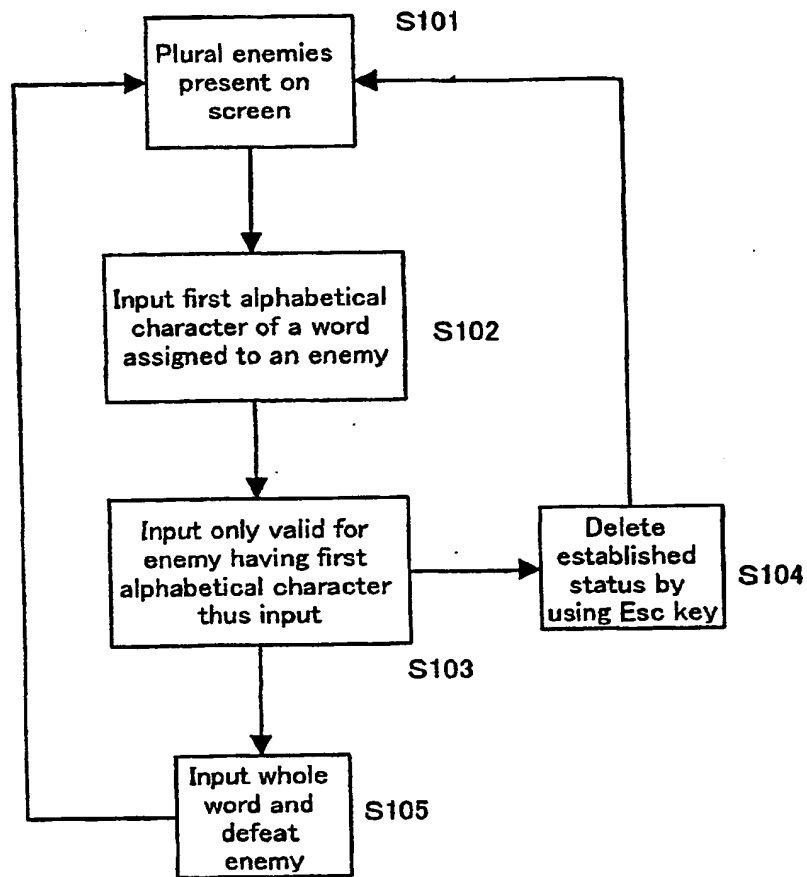 S101
Plural enemies
present on
screen
Input first alphabetical
character of a word
assigned to an enemy
S102
Input only valid for
enemy having first
alphabetical character
thus input
S103
Delete
established
status by
using Esc key
S104
Input whole
word and
defeat
enemy
S105